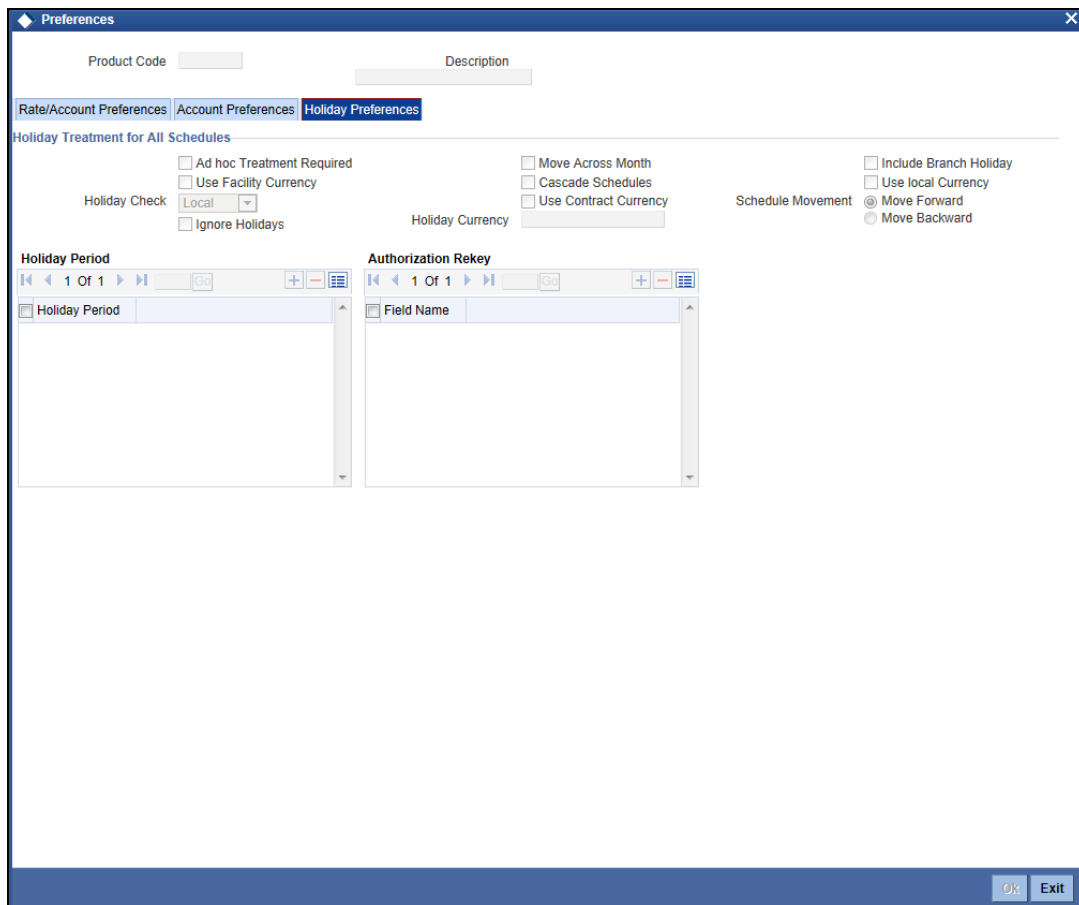 Preferences
Product Code
Description
Rate/Account Preferences Account Preferences Holiday Preferences
Holiday Treatment for All Schedules
Ad hoc Treatment Required Move Across Month Include Branch Holiday
Use Facility Currency Cascade Schedules Use local Currency
Holiday Check Local Use Contract Currency Schedule Movement Move Forward
Ignore Holidays Holiday Currency Move Backward
Holiday Period Authorization Rekey
1 Of 1 Go 1 Of 1 Go
Holiday Period Field Name
Ok Exit